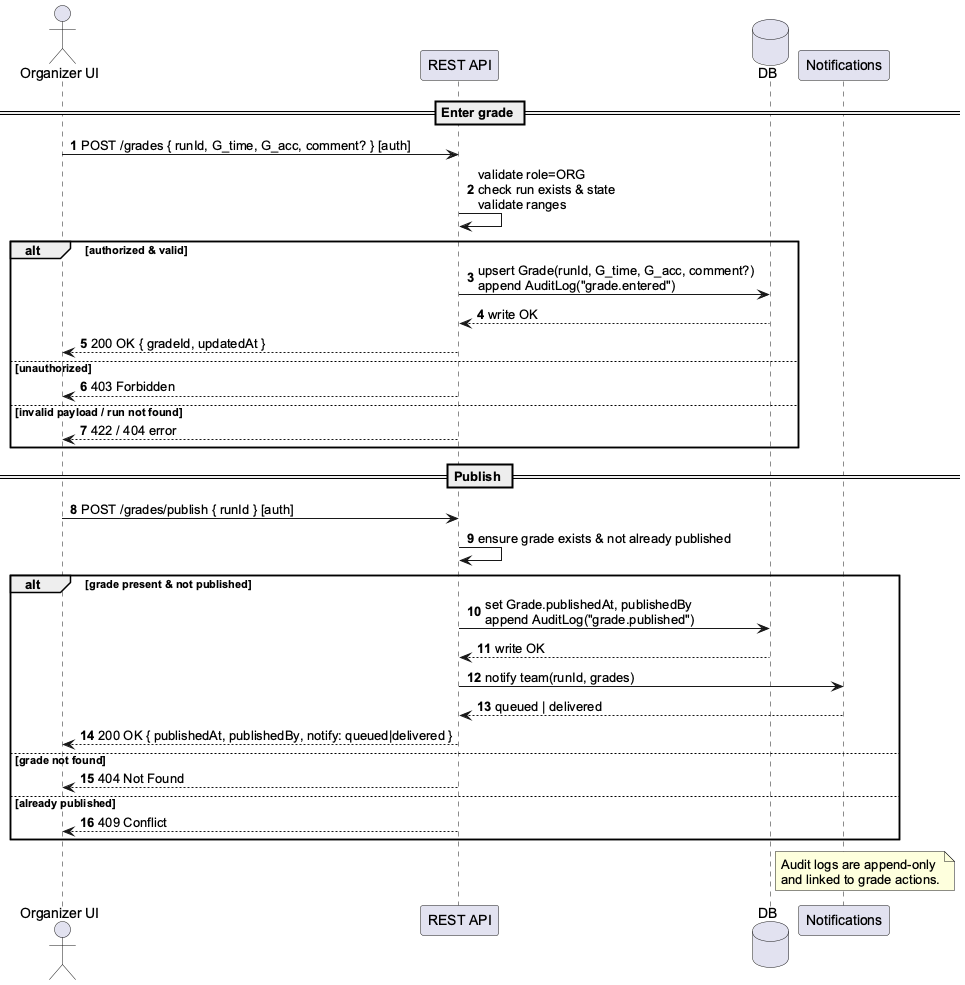 Organizer UI
REST API
DB
Notifications
Enter grade
1 POST /grades { runId, G_time, G_acc, comment? } [auth]
validate role=ORG
2 check run exists & state
validate ranges
alt [authorized & valid]
3 upsert Grade(runId, G_time, G_acc, comment?)
append AuditLog("grade.entered")
4 write OK
5 200 OK { gradeId, updatedAt }
[unauthorized]
6 403 Forbidden
[invalid payload / run not found]
7 422 / 404 error
Publish
8 POST /grades/publish { runId } [auth]
9 ensure grade exists & not already published
alt [grade present & not published]
10 set Grade.publishedAt, publishedBy
append AuditLog("grade.published")
11 write OK
12 notify team(runId, grades)
13 queued | delivered
14 200 OK { publishedAt, publishedBy, notify: queued|delivered }
[grade not found]
15 404 Not Found
[already published]
16 409 Conflict
Audit logs are append-only
and linked to grade actions.
Organizer UI
REST API
DB
Notifications